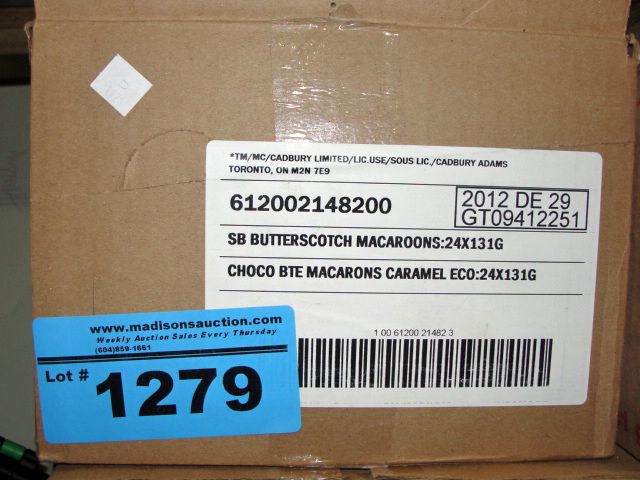 *TM/MC/CADBURY LIMITED/LIC.USE/SOUS LIC./CADBURY ADAMS
TORONTO, ON M2N 7E9
612002148200
2012 DE 29
GT09412251
SB BUTTERSCOTCH MACAROONS:24X131G
CHOCO BTE MACARONS CARAMEL ECO:24X131G
1 00 61200 21482 3
www.madisonsauction.com
Weekly Auction Sales Every Thursday
(604)859-1661
Lot # 1279